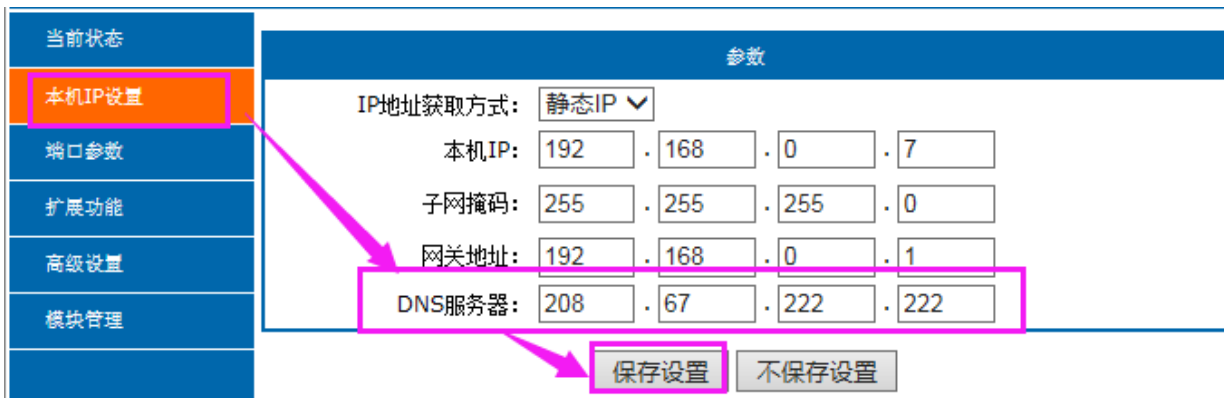 当前状态
本机IP设置
端口参数
扩展功能
高级设置
模块管理
参数
IP地址获取方式： 静态IP
本机IP： 192 . 168 . 0 . 7
子网掩码： 255 . 255 . 255 . 0
网关地址： 192 . 168 . 0 . 1
DNS服务器： 208 . 67 . 222 . 222
保存设置 不保存设置